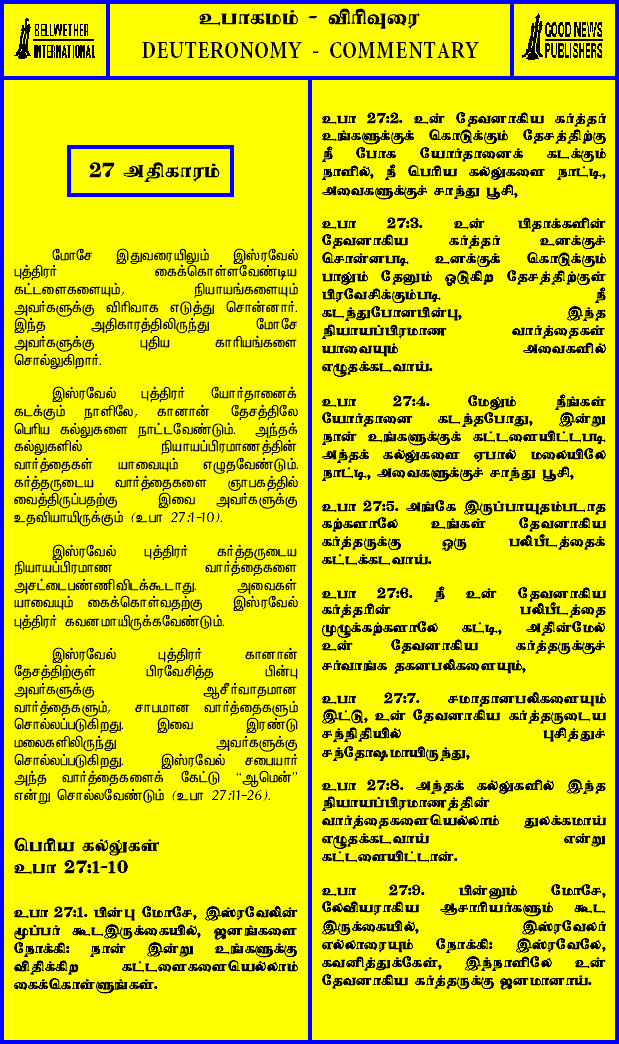 BELLWETHER
INTERNATIONAL
உபாகமம் - விரிவுரை
DEUTERONOMY - COMMENTARY
GOOD NEWS
PUBLISHERS
27 அதிகாரம்
மோசே இதுவரையிலும் இஸ்ரவேல்
புத்திரர் கைக்கொள்ளவேண்டிய
கட்டளைகளையும், நியாயங்களையும்
அவர்களுக்கு விரிவாக எடுத்து சொன்னார்.
இந்த அதிகாரத்திலிருந்து மோசே
அவர்களுக்கு புதிய காரியங்களை
சொல்லுகிறார்.
இஸ்ரவேல் புத்திரர் யோர்தானைக்
கடக்கும் நாளிலே, கானான் தேசத்திலே
பெரிய கல்லுகளை நாட்டவேண்டும். அந்தக்
கல்லுகளில் நியாயப்பிரமாணத்தின்
வார்த்தைகள் யாவையும் எழுதவேண்டும்.
கர்த்தருடைய வார்த்தைகளை ஞாபகத்தில்
வைத்திருப்பதற்கு இவை அவர்களுக்கு
உதவியாயிருக்கும் (உபா 27:1-10).
இஸ்ரவேல் புத்திரர் கர்த்தருடைய
நியாயப்பிரமாண வார்த்தைகளை
அசட்டைபண்ணிவிடக்கூடாது. அவைகள்
யாவையும் கைக்கொள்வதற்கு இஸ்ரவேல்
புத்திரர் கவனமாயிருக்கவேண்டும்.
இஸ்ரவேல் புத்திரர் கானான்
தேசத்திற்குள் பிரவேசித்த பின்பு
அவர்களுக்கு ஆசீர்வாதமான
வார்த்தைகளும், சாபமான வார்த்தைகளும்
சொல்லப்படுகிறது. இவை இரண்டு
மலைகளிலிருந்து அவர்களுக்கு
சொல்லப்படுகிறது. இஸ்ரவேல் சபையார்
அந்த வார்த்தைகளைக் கேட்டு “ஆமென்”
என்று சொல்லவேண்டும் (உபா 27:11-26).
பெரிய கல்லுகள்
உபா 27:1-10
உபா 27:1. பின்பு மோசே, இஸ்ரவேலின்
மூப்பர் கூடஇருக்கையில், ஜனங்களை
நோக்கி: நான் இன்று உங்களுக்கு
விதிக்கிற கட்டளைகளையெல்லாம்
கைக்கொள்ளுங்கள்.
உபா 27:2. உன் தேவனாகிய கர்த்தர்
உங்களுக்குக் கொடுக்கும் தேசத்திற்கு
நீ போக யோர்தானைக் கடக்கும்
நாளில், நீ பெரிய கல்லுகளை நாட்டி,
அவைகளுக்குச் சாந்து பூசி,
உபா 27:3. உன் பிதாக்களின்
தேவனாகிய கர்த்தர் உனக்குச்
சொன்னபடி உனக்குக் கொடுக்கும்
பாலும் தேனும் ஓடுகிற தேசத்திற்குள்
பிரவேசிக்கும்படி நீ
கடந்துபோனபின்பு, இந்த
நியாயப்பிரமாண வார்த்தைகள்
யாவையும் அவைகளில்
எழுதக்கடவாய்.
உபா 27:4. மேலும் நீங்கள்
யோர்தானை கடந்தபோது, இன்று
நான் உங்களுக்குக் கட்டளையிட்டபடி
அந்தக் கல்லுகளை ஏபால் மலையிலே
நாட்டி, அவைகளுக்குச் சாந்து பூசி,
உபா 27:5. அங்கே இருப்பாயுதம்படாத
கற்களாலே உங்கள் தேவனாகிய
கர்த்தருக்கு ஒரு பலிபீடத்தைக்
கட்டக்கடவாய்.
உபா 27:6. நீ உன் தேவனாகிய
கர்த்தரின் பலிபீடத்தை
முழுக்கற்களாலே கட்டி, அதின்மேல்
உன் தேவனாகிய கர்த்தருக்குச்
சர்வாங்க தகனபலிகளையும்,
உபா 27:7. சமாதானபலிகளையும்
இட்டு, உன் தேவனாகிய கர்த்தருடைய
சந்நிதியில் புசித்துச்
சந்தோஷமாயிருந்து,
உபா 27:8. அந்தக் கல்லுகளில் இந்த
நியாயப்பிரமாணத்தின்
வார்த்தைகளையெல்லாம் துலக்கமாய்
எழுதக்கடவாய் என்று
கட்டளையிட்டான்.
உபா 27:9. பின்னும் மோசே,
லேவியராகிய ஆசாரியர்களும் கூட
இருக்கையில், இஸ்ரவேலர்
எல்லாரையும் நோக்கி: இஸ்ரவேலே,
கவனித்துக்கேள், இந்நாளிலே உன்
தேவனாகிய கர்த்தருக்கு ஜனமானாய்.